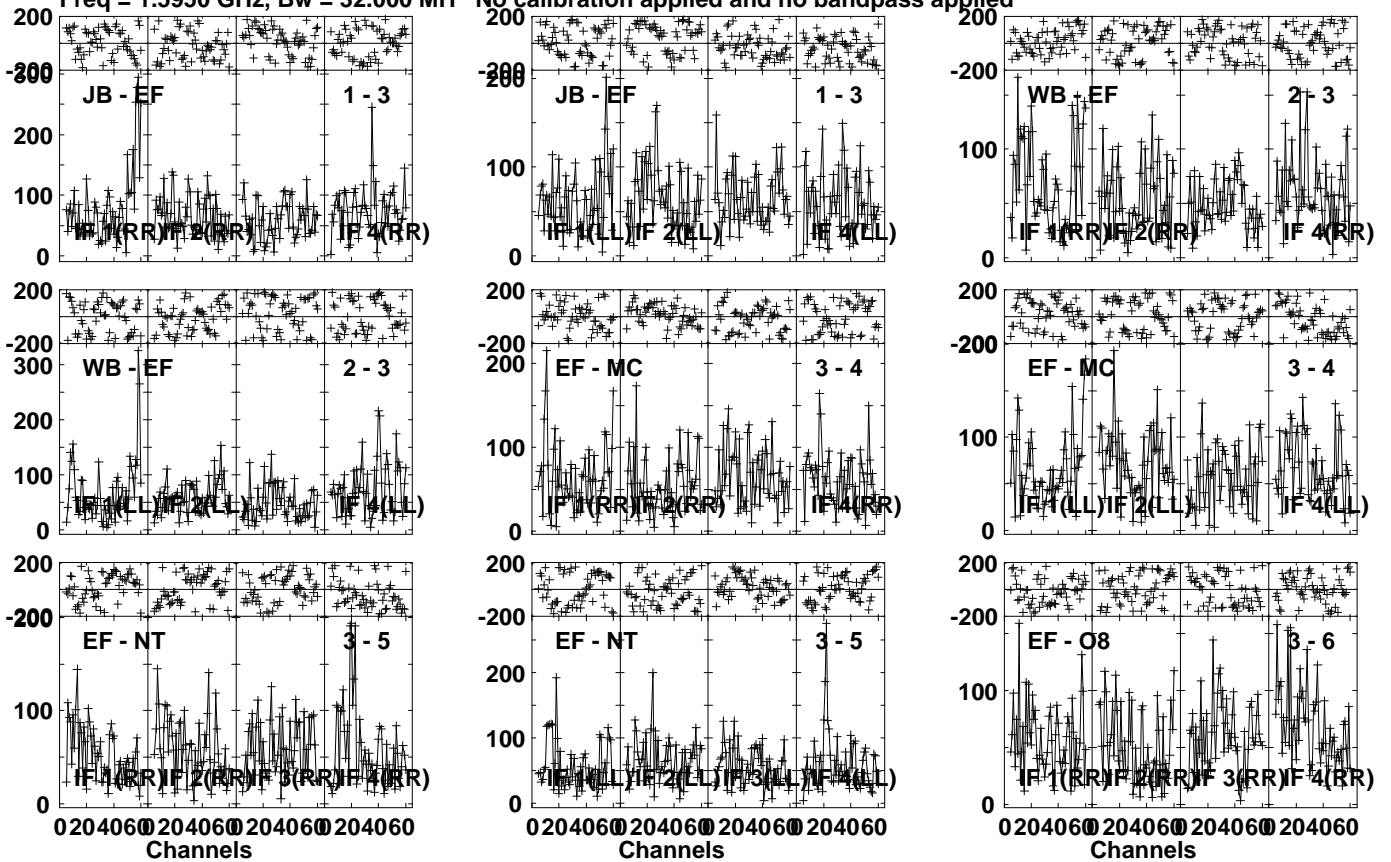 Freq = 1.5950 GHz, Bw = 32.000 MH No calibration applied and no bandpass applied
200
-200
300
JB - EF 1 - 3
200
100
IF 1(RR) IF 2(RR) IF 4(RR)
0
-200
200
JB - EF 1 - 3
100
IF 1(LL) IF 2(LL) IF 4(LL)
0
200
-200
WB - EF 2 - 3
100
IF 1(RR) IF 2(RR) IF 4(RR)
0
200
-200
300
WB - EF 2 - 3
200
100
IF 1(LL) IF 2(LL) IF 4(LL)
0
200
-200
200
EF - MC 3 - 4
100
IF 1(RR) IF 2(RR) IF 4(RR)
0
200
-200
EF - MC 3 - 4
100
IF 1(LL) IF 2(LL) IF 4(LL)
0
200
-200
200
EF - NT 3 - 5
100
IF 1(RR) IF 2(RR) IF 3(RR) IF 4(RR)
0
0 20 40 60 0 20 40 60 0 20 40 60 0 20 40 60
Channels
200
-200
EF - NT 3 - 5
200
100
IF 1(LL) IF 2(LL) IF 3(LL) IF 4(LL)
0
0 20 40 60 0 20 40 60 0 20 40 60 0 20 40 60
Channels
200
-200
EF - O8 3 - 6
100
IF 1(RR) IF 2(RR) IF 3(RR) IF 4(RR)
0
0 20 40 60 0 20 40 60 0 20 40 60 0 20 40 60
Channels